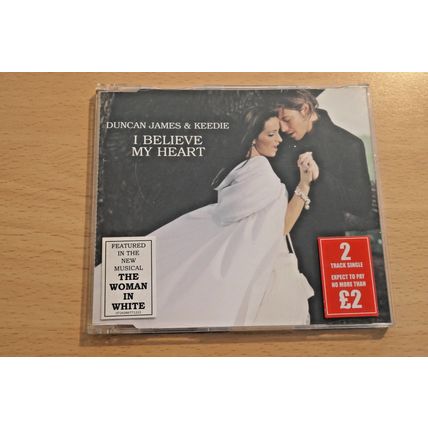 DUNCAN JAMES & KEEDIE
I BELIEVE
MY HEART
FEATURED
IN THE
NEW
MUSICAL
THE
WOMAN
IN
WHITE
2
TRACK SINGLE
EXPECT TO PAY
NO MORE THAN
£2